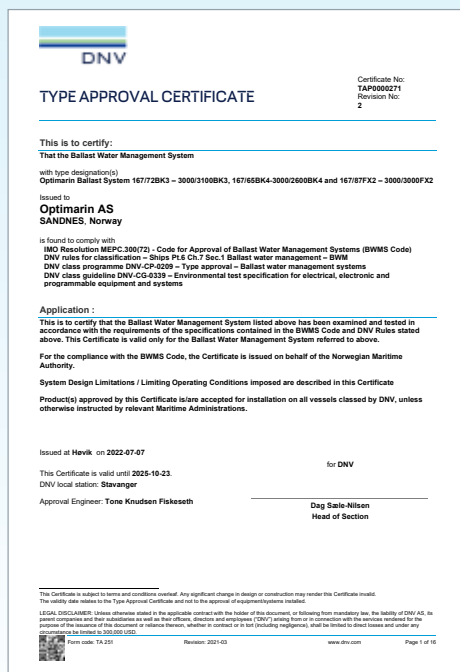 DNV
Certificate No:
TAP0000271
Revision No:
2
TYPE APPROVAL CERTIFICATE
This is to certify:
That the Ballast Water Management System
with type designation(s)
Optimarin Ballast System 167/72BK3 – 3000/3100BK3, 167/65BK4-3000/2600BK4 and 167/87FX2 – 3000/3000FX2
Issued to
Optimarin AS
SANDNES, Norway
is found to comply with
IMO Resolution MEPC.300(72) - Code for Approval of Ballast Water Management Systems (BWMS Code)
DNV rules for classification – Ships Pt.6 Ch.7 Sec.1 Ballast water management – BWM
DNV class programme DNV-CP-0209 – Type approval – Ballast water management systems
DNV class guideline DNV-CG-0339 – Environmental test specification for electrical, electronic and
programmable equipment and systems
Application :
This is to certify that the Ballast Water Management System listed above has been examined and tested in
accordance with the requirements of the specifications contained in the BWMS Code and DNV Rules stated
above. This Certificate is valid only for the Ballast Water Management System referred to above.
For the compliance with the BWMS Code, the Certificate is issued on behalf of the Norwegian Maritime
Authority.
System Design Limitations / Limiting Operating Conditions imposed are described in this Certificate
Product(s) approved by this Certificate is/are accepted for installation on all vessels classed by DNV, unless
otherwise instructed by relevant Maritime Administrations.
Issued at Høvik on 2022-07-07
for DNV
This Certificate is valid until 2025-10-23.
DNV local station: Stavanger
Approval Engineer: Tone Knudsen Fiskeseth
Dag Sæle-Nilsen
Head of Section
This Certificate is subject to terms and conditions overleaf. Any significant change in design or construction may render this Certificate invalid.
The validity date relates to the Type Approval Certificate and not to the approval of equipment/systems installed.
LEGAL DISCLAIMER: Unless otherwise stated in the applicable contract with the holder of this document, or following from mandatory law, the liability of DNV AS, its
parent companies and their subsidiaries as well as their officers, directors and employees ("DNV") arising from or in connection with the services rendered for the
purpose of the issuance of this document or reliance thereon, whether in contract or in tort (including negligence), shall be limited to direct losses and under any
circumstance be limited to 300,000 USD.
Form code: TA 251
Revision: 2021-03
www.dnv.com
Page 1 of 16